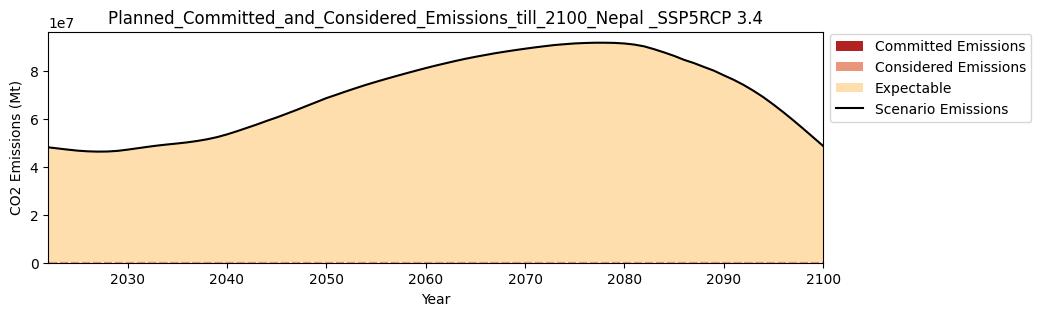 Planned_Committed_and_Considered_Emissions_till_2100_Nepal _SSP5RCP 3.4
1e7
8
6
4
2
0
CO2 Emissions (Mt)
2030 2040 2050 2060 2070 2080 2090 2100
Year
Committed Emissions
Considered Emissions
Expectable
Scenario Emissions